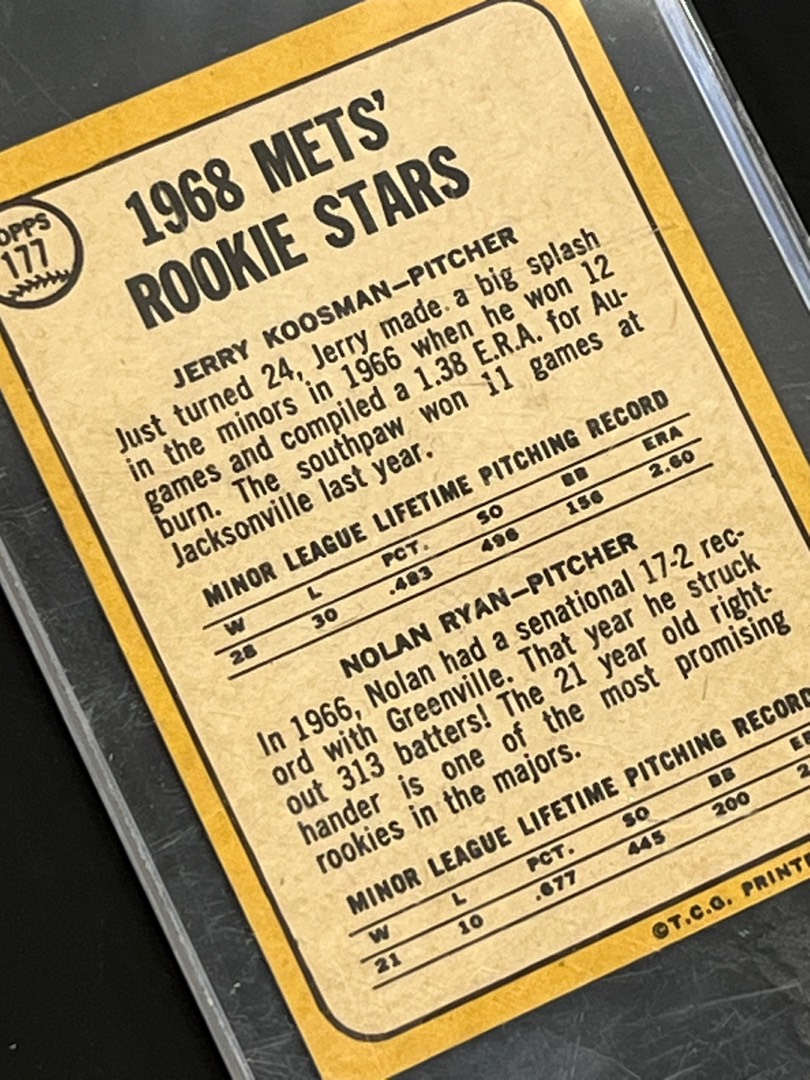 1968 METS'
ROOKIE STARS
OPPS
177
JERRY KOOSMAN—PITCHER
Just turned 24, Jerry made a big splash
in the minors in 1966 when he won 12
games and compiled a 1.38 E.R.A. for Au-
burn. The southpaw won 11 games at
Jacksonville last year.
MINOR LEAGUE LIFETIME PITCHING RECORD
W L PCT. SO BB ERA
28 30 .483 496 156 2.60
NOLAN RYAN—PITCHER
In 1966, Nolan had a senational 17-2 rec-
ord with Greenville. That year he struck
out 313 batters! The 21 year old right-
hander is one of the most promising
rookies in the majors.
MINOR LEAGUE LIFETIME PITCHING RECORD
W L PCT. SO BB
21 10 .677 445 200
©T.C.G. PRINT